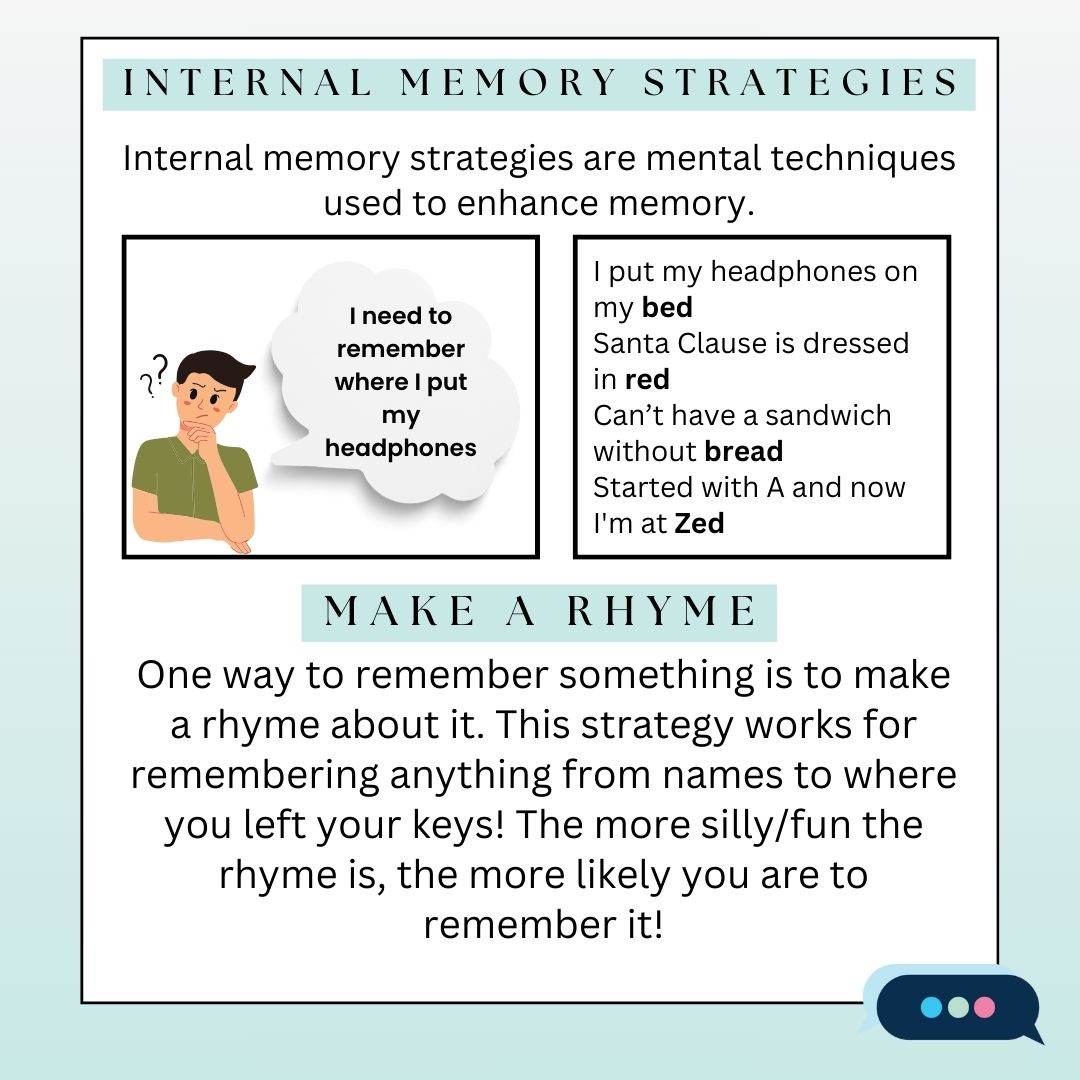 INTERNAL MEMORY STRATEGIES
Internal memory strategies are mental techniques
used to enhance memory.
I need to
remember
where I put
my
headphones
I put my headphones on
my bed
Santa Clause is dressed
in red
Can’t have a sandwich
without bread
Started with A and now
I'm at Zed
MAKE A RHYME
One way to remember something is to make
a rhyme about it. This strategy works for
remembering anything from names to where
you left your keys! The more silly/fun the
rhyme is, the more likely you are to
remember it!